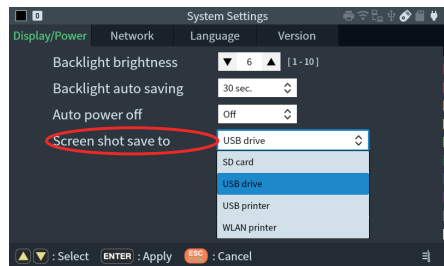 0 System Settings
Display/Power Network Language Version
Backlight brightness ▼ 6 ▲ [1-10]
Backlight auto saving 30 sec.
Auto power off Off
Screen shot save to USB drive
SD card
USB drive
USB printer
WLAN printer
▲▼ : Select ENTER : Apply ESC : Cancel